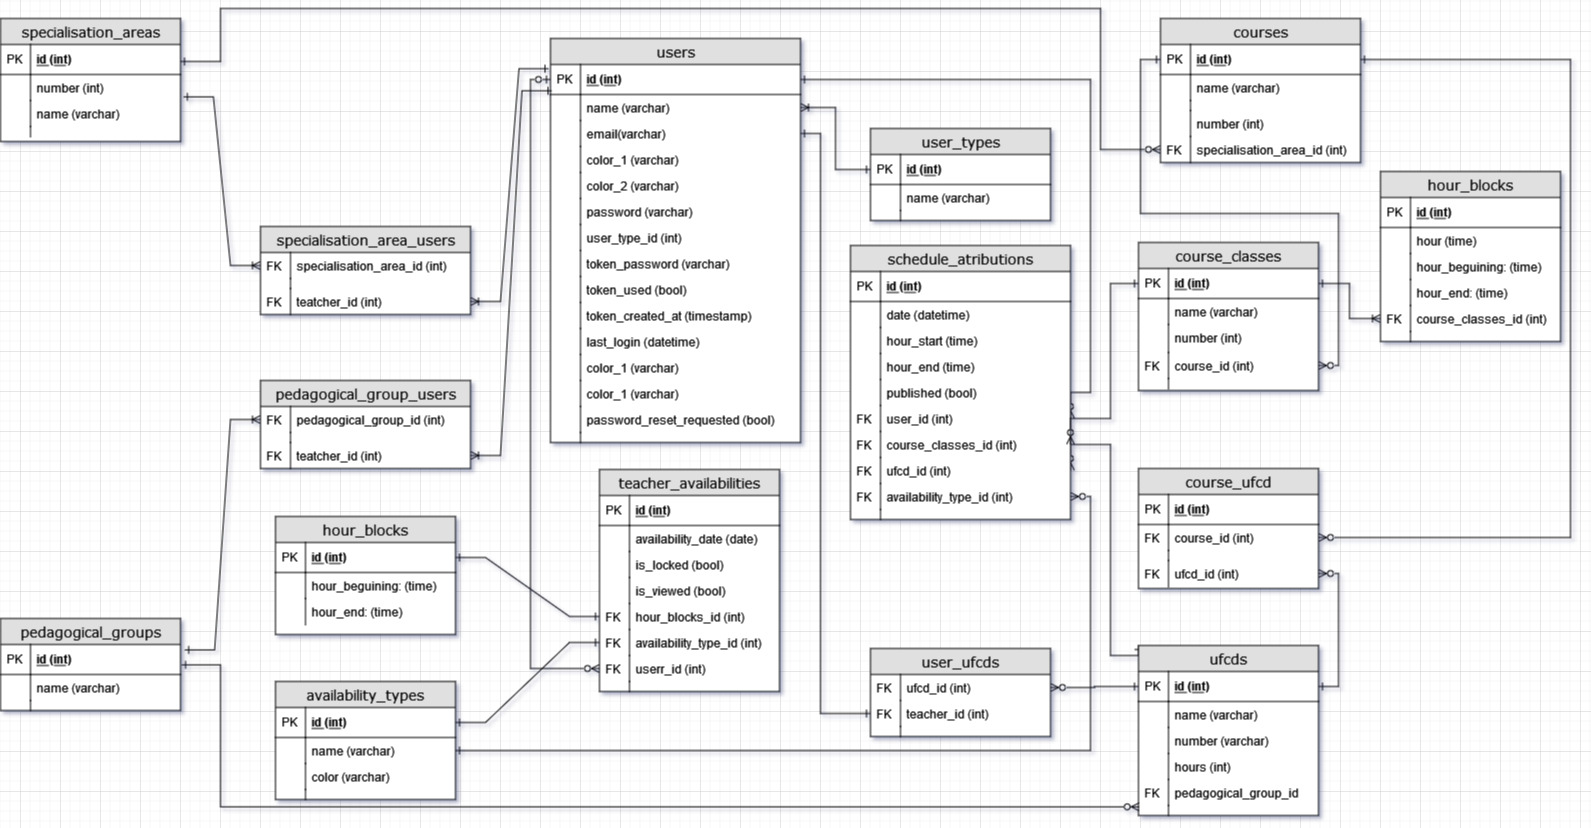 specialisation_areas
PK id (int)
number (int)
name (varchar)
users
PK id (int)
name (varchar)
email(varchar)
color_1 (varchar)
color_2 (varchar)
password (varchar)
user_type_id (int)
token_password (varchar)
token_used (bool)
token_created_at (timestamp)
last_login (datetime)
color_1 (varchar)
color_1 (varchar)
password_reset_requested (bool)
courses
PK id (int)
name (varchar)
number (int)
FK specialisation_area_id (int)
user_types
PK id (int)
name (varchar)
hour_blocks
PK id (int)
hour (time)
hour_beguining: (time)
hour_end: (time)
FK course_classes_id (int)
specialisation_area_users
FK specialisation_area_id (int)
FK teatcher_id (int)
schedule_atributions
PK id (int)
date (datetime)
hour_start (time)
hour_end (time)
published (bool)
FK user_id (int)
FK course_classes_id (int)
FK ufcd_id (int)
FK availability_type_id (int)
course_classes
PK id (int)
name (varchar)
number (int)
FK course_id (int)
pedagogical_group_users
FK pedagogical_group_id (int)
FK teatcher_id (int)
teacher_availabilities
PK id (int)
availability_date (date)
is_locked (bool)
is_viewed (bool)
FK hour_blocks_id (int)
FK availability_type_id (int)
FK userr_id (int)
course_ufcd
PK id (int)
FK course_id (int)
FK ufcd_id (int)
hour_blocks
PK id (int)
hour_beguining: (time)
hour_end: (time)
pedagogical_groups
PK id (int)
name (varchar)
availability_types
PK id (int)
name (varchar)
color (varchar)
user_ufcds
FK ufcd_id (int)
FK teacher_id (int)
ufcds
PK id (int)
name (varchar)
number (varchar)
hours (int)
FK pedagogical_group_id